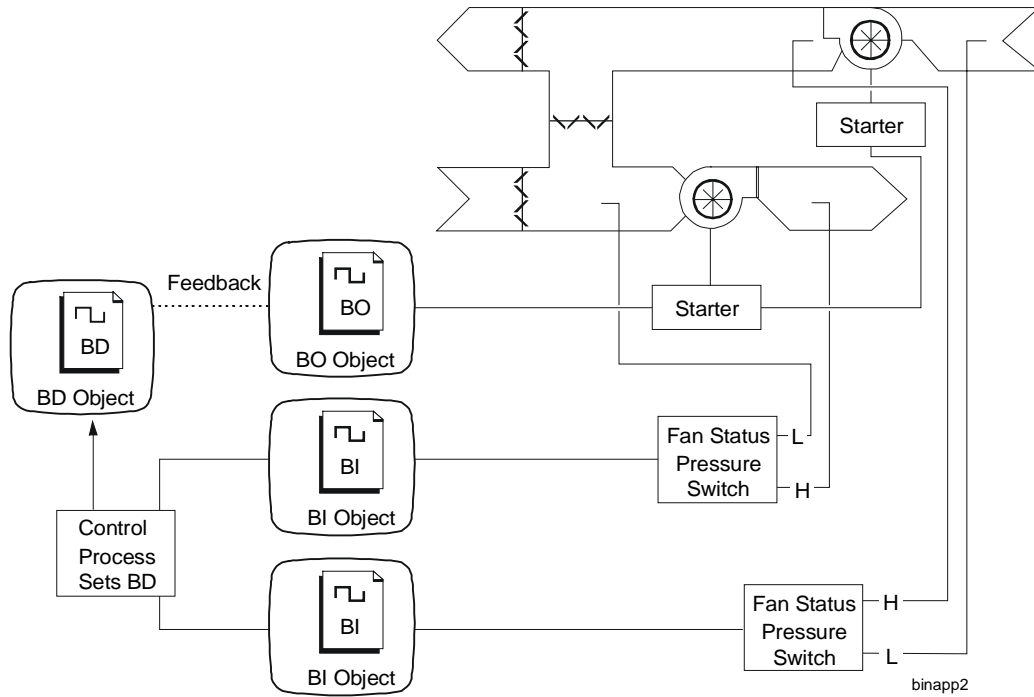 Starter
Feedback
BD
BD Object
BO
BO Object
Starter
BI
BI Object
Fan Status
Pressure
Switch
L
H
Control
Process
Sets BD
BI
BI Object
Fan Status
Pressure
Switch
H
L
binapp2